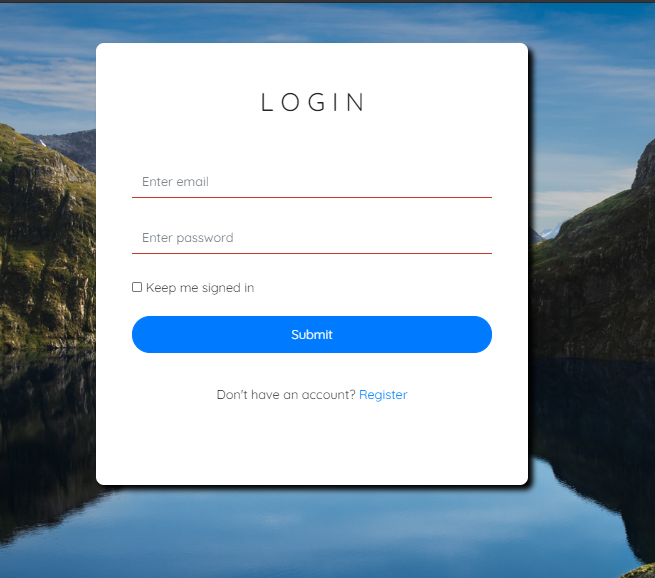 LOGIN
Enter email
Enter password
Keep me signed in
Submit
Don't have an account? Register